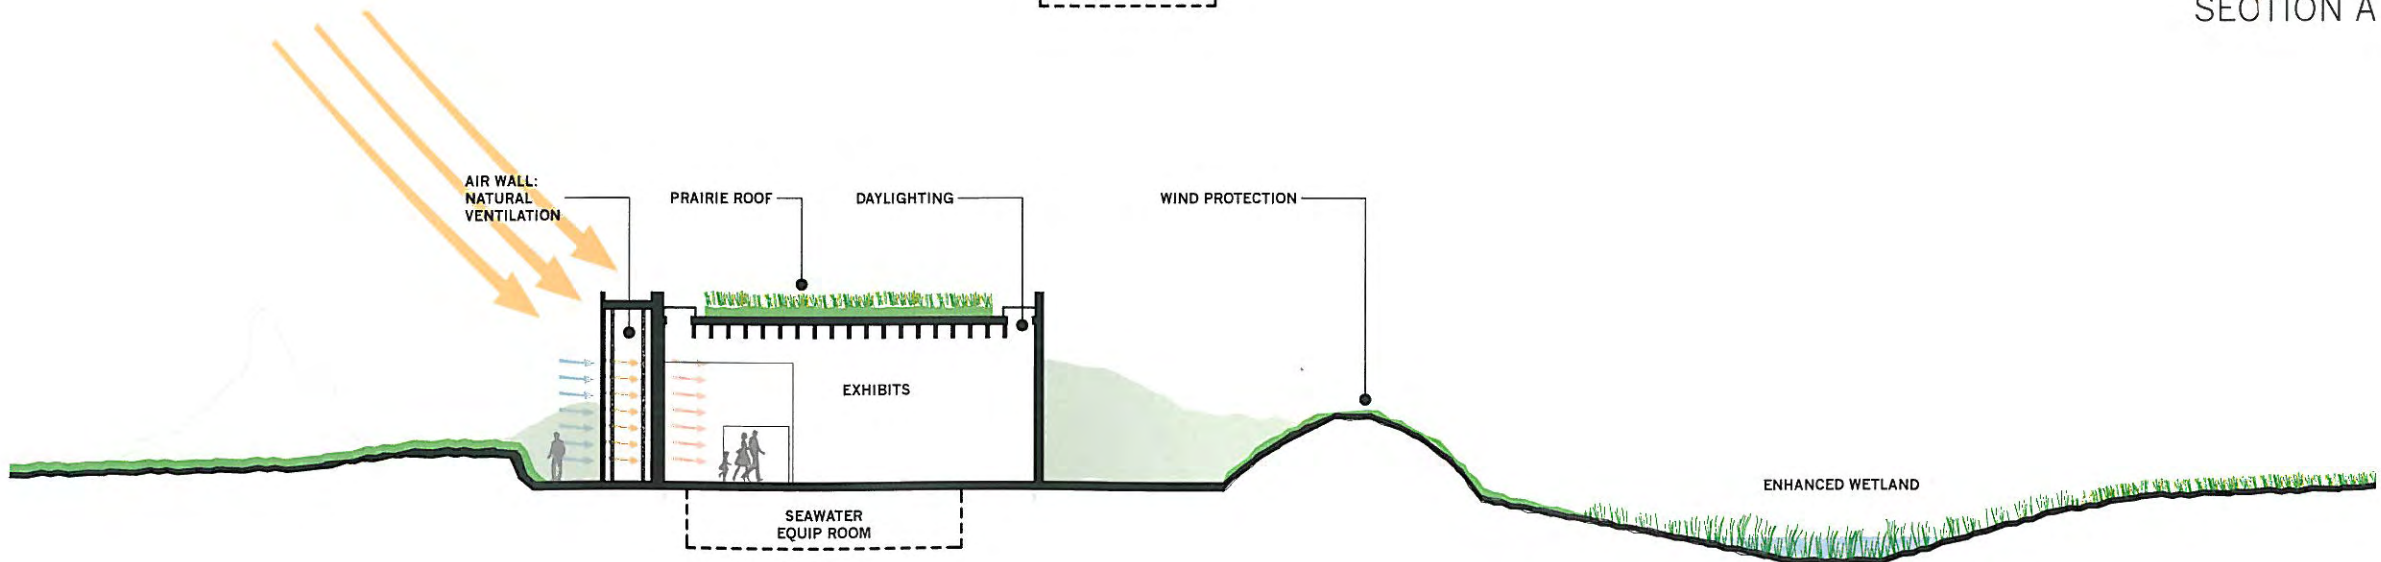 SECTION A
AIR WALL:
NATURAL
VENTILATION
PRAIRIE ROOF
DAYLIGHTING
WIND PROTECTION
EXHIBITS
ENHANCED WETLAND
SEAWATER
EQUIP ROOM